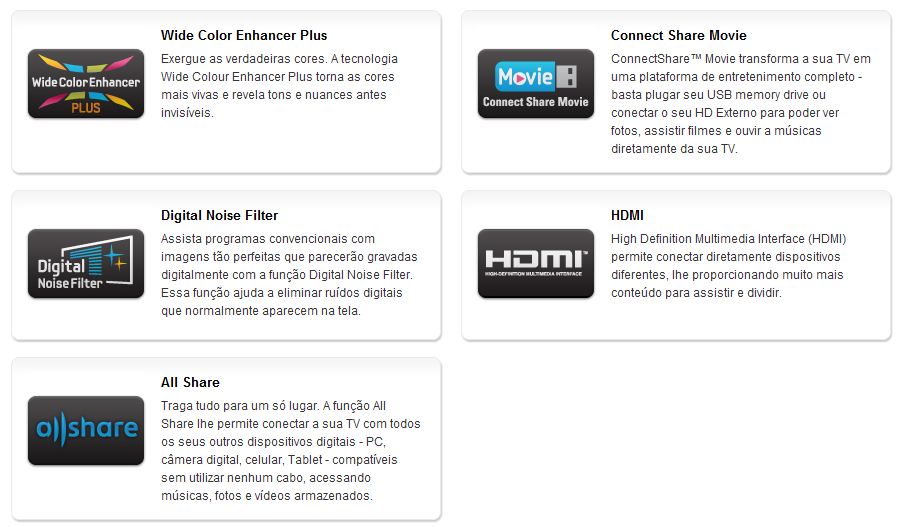 Wide Color Enhancer
PLUS
Wide Color Enhancer Plus
Exergue as verdadeiras cores. A tecnologia
Wide Colour Enhancer Plus torna as cores
mais vivas e revela tons e nuances antes
invisíveis.
Movie
Connect Share Movie
Connect Share Movie
ConnectShare™ Movie transforma a sua TV em
uma plataforma de entretenimento completo -
basta plugar seu USB memory drive ou
conectar o seu HD Externo para poder ver
fotos, assistir filmes e ouvir a músicas
diretamente da sua TV.
Digital
Noise Filter
Digital Noise Filter
Assista programas convencionais com
imagens tão perfeitas que parecerão gravadas
digitalmente com a função Digital Noise Filter.
Essa função ajuda a eliminar ruídos digitais
que normalmente aparecem na tela.
HDMI™
HIGH-DEFINITION MULTIMEDIA INTERFACE
HDMI
High Definition Multimedia Interface (HDMI)
permite conectar diretamente dispositivos
diferentes, lhe proporcionando muito mais
conteúdo para assistir e dividir.
allshare
All Share
Traga tudo para um só lugar. A função All
Share lhe permite conectar a sua TV com todos
os seus outros dispositivos digitais - PC,
câmera digital, celular, Tablet - compatíveis
sem utilizar nenhum cabo, acessando
músicas, fotos e vídeos armazenados.